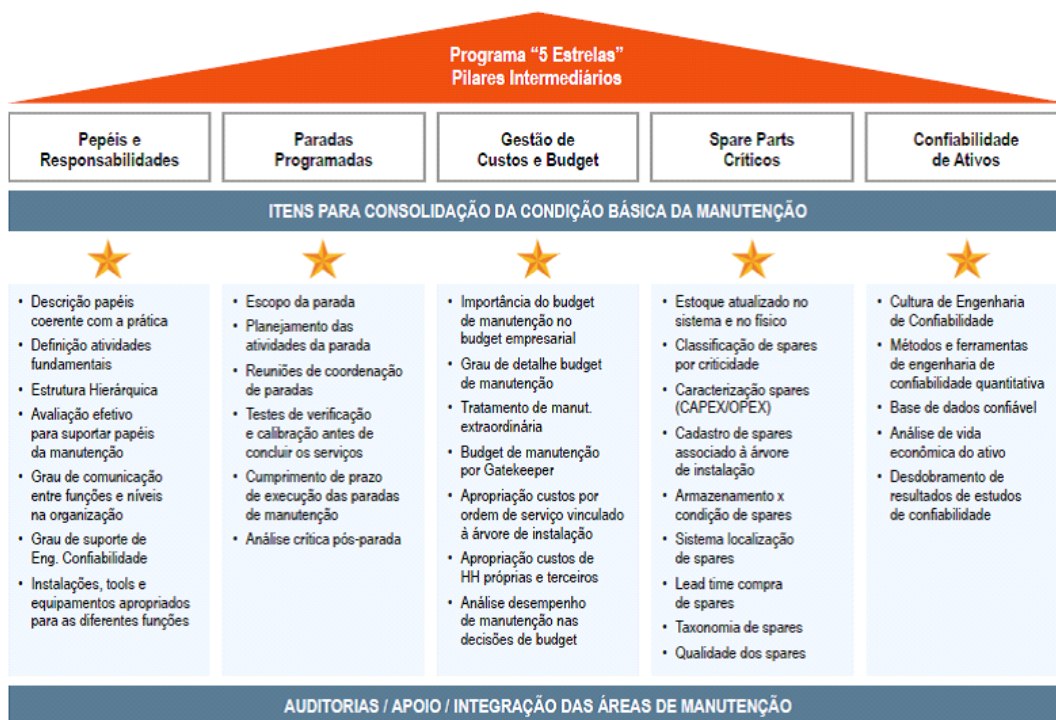 Programa “5 Estrelas”
Pilares Intermediários
Pepéis e
Responsabilidades
Paradas
Programadas
Gestão de
Custos e Budget
Spare Parts
Críticos
Confiabilidade
de Ativos
ITENS PARA CONSOLIDAÇÃO DA CONDIÇÃO BÁSICA DA MANUTENÇÃO
• Descrição papéis
coerente com a prática
• Definição atividades
fundamentais
• Estrutura Hierárquica
• Avaliação efetivo
para suportar papéis
da manutenção
• Grau de comunicação
entre funções e níveis
na organização
• Grau de suporte de
Eng. Confiabilidade
• Instalações, tools e
equipamentos apropriados
para as diferentes funções
• Escopo da parada
• Planejamento das
atividades da parada
• Reuniões de coordenação
de paradas
• Testes de verificação
e calibração antes de
concluir os serviços
• Cumprimento de prazo
de execução das paradas
de manutenção
• Análise crítica pós-parada
• Importância do budget
de manutenção no
budget empresarial
• Grau de detalhe budget
de manutenção
• Tratamento de manut.
extraordinária
• Budget de manutenção
por Gatekeeper
• Apropriação custos por
ordem de serviço vinculado
à árvore de instalação
• Apropriação custos de
HH próprias e terceiros
• Análise desempenho
de manutenção nas
decisões de budget
• Estoque atualizado no
sistema e no físico
• Classificação de spares
por criticidade
• Caracterização spares
(CAPEX/OPEX)
• Cadastro de spares
associado à árvore
de instalação
• Armazenamento x
condição de spares
• Sistema localização
de spares
• Lead time compra
de spares
• Taxonomia de spares
• Qualidade dos spares
• Cultura de Engenharia
de Confiabilidade
• Métodos e ferramentas
de engenharia de
confiabilidade quantitativa
• Base de dados confiável
• Análise de vida
econômica do ativo
• Desdobramento de
resultados de estudos
de confiabilidade
AUDITORIAS / APOIO / INTEGRAÇÃO DAS ÁREAS DE MANUTENÇÃO